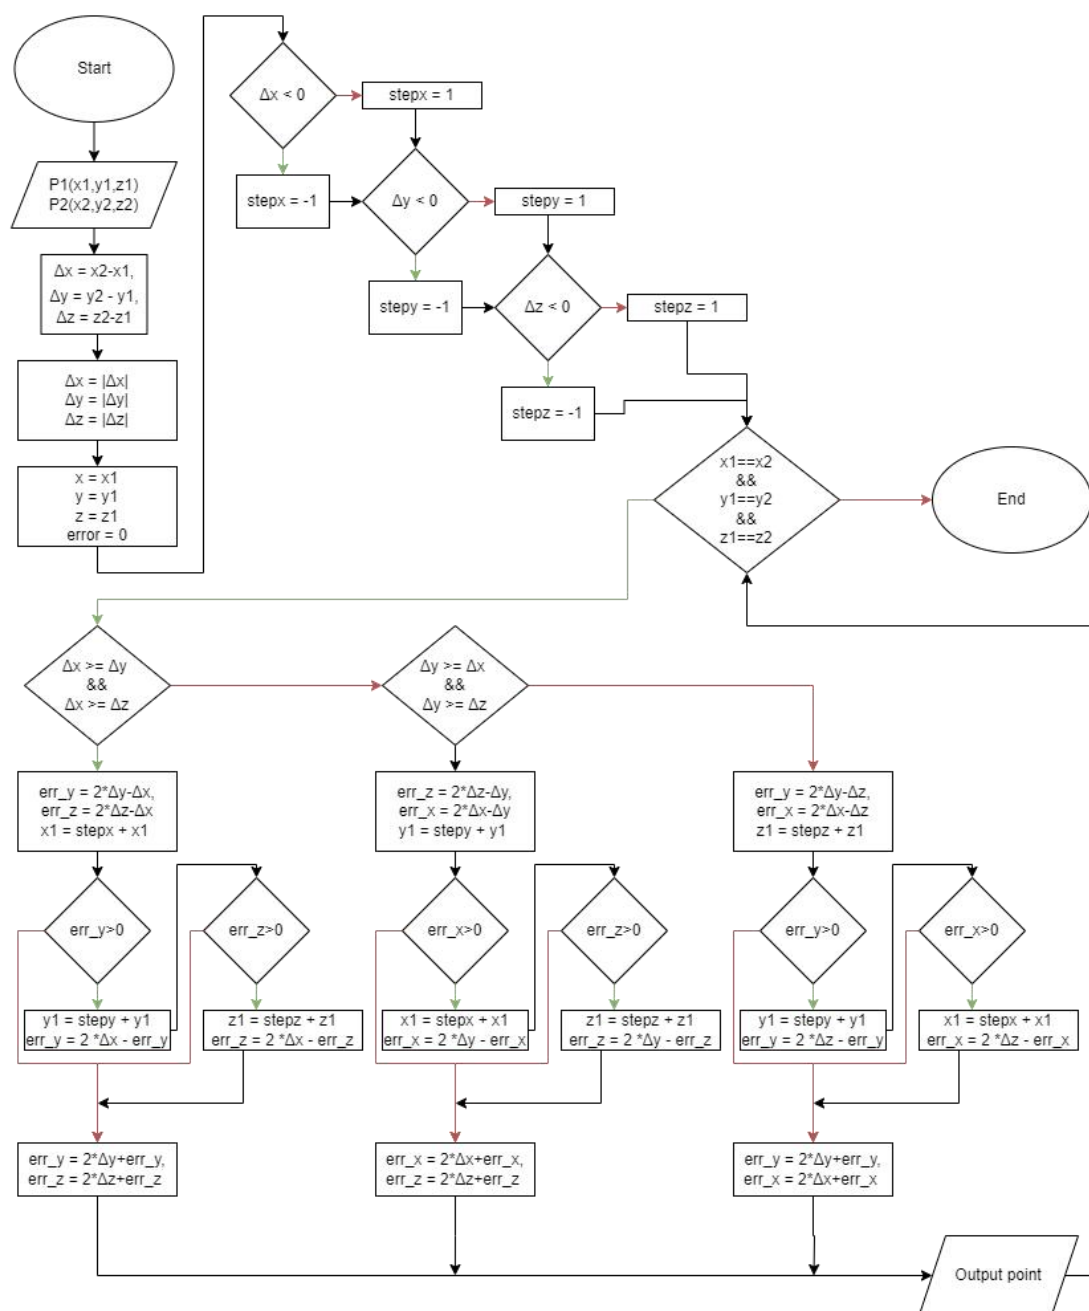 Start
P1(x1,y1,z1)
P2(x2,y2,z2)
Δx = x2-x1,
Δy = y2 - y1,
Δz = z2-z1
Δx = |Δx|
Δy = |Δy|
Δz = |Δz|
x = x1
y = y1
z = z1
error = 0
Δx < 0
stepx = 1
stepx = -1
Δy < 0
stepy = 1
stepy = -1
Δz < 0
stepz = 1
stepz = -1
x1==x2
&&
y1==y2
&&
z1==z2
End
Δx >= Δy
&&
Δx >= Δz
Δy >= Δx
&&
Δy >= Δz
err_y = 2*Δy-Δx,
err_z = 2*Δz-Δx
x1 = stepx + x1
err_z = 2*Δz-Δy,
err_x = 2*Δx-Δy
y1 = stepy + y1
err_y = 2*Δy-Δz,
err_x = 2*Δx-Δz
z1 = stepz + z1
err_y>0
err_z>0
err_x>0
err_z>0
err_y>0
err_x>0
y1 = stepy + y1
err_y = 2 *Δx - err_y
z1 = stepz + z1
err_z = 2 *Δx - err_z
x1 = stepx + x1
err_x = 2 *Δy - err_x
z1 = stepz + z1
err_z = 2 *Δy - err_z
y1 = stepy + y1
err_y = 2 *Δz - err_y
x1 = stepx + x1
err_x = 2 *Δz - err_x
err_y = 2*Δy+err_y,
err_z = 2*Δz+err_z
err_x = 2*Δx+err_x,
err_z = 2*Δz+err_z
err_y = 2*Δy+err_y,
err_x = 2*Δx+err_x
Output point